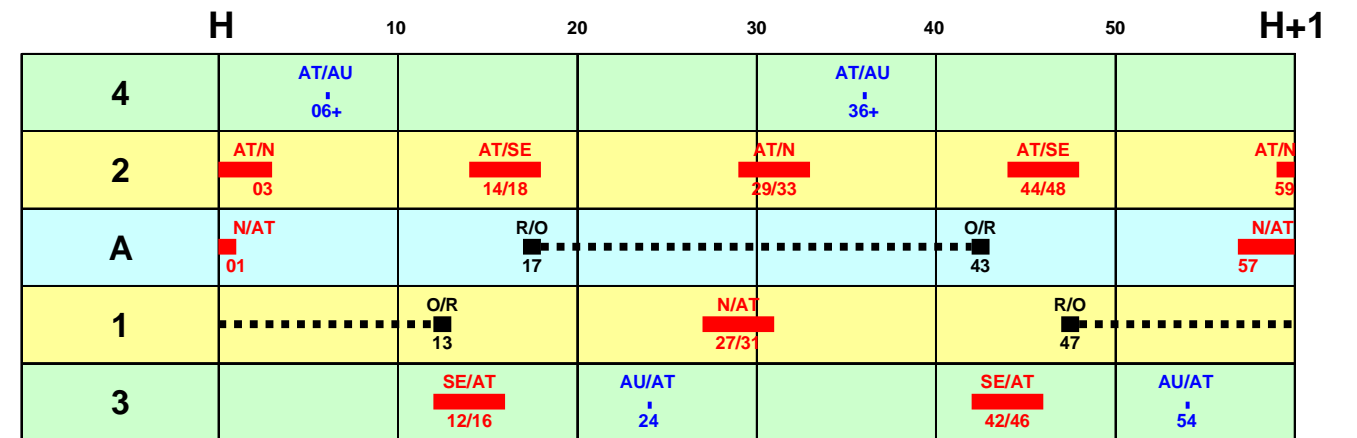 H 10 20 30 40 50 H+1
AT/AU AT/AU
4
06+ 36+
AT/N AT/SE AT/N AT/SE AT/N
2
03 14/18 29/33 44/48 59
N/AT R/O O/R N/AT
A
01 17 43 57
O/R N/AT R/O
1
13 27/31 47
SE/AT AU/AT SE/AT AU/AT
3
12/16 24 42/46 54